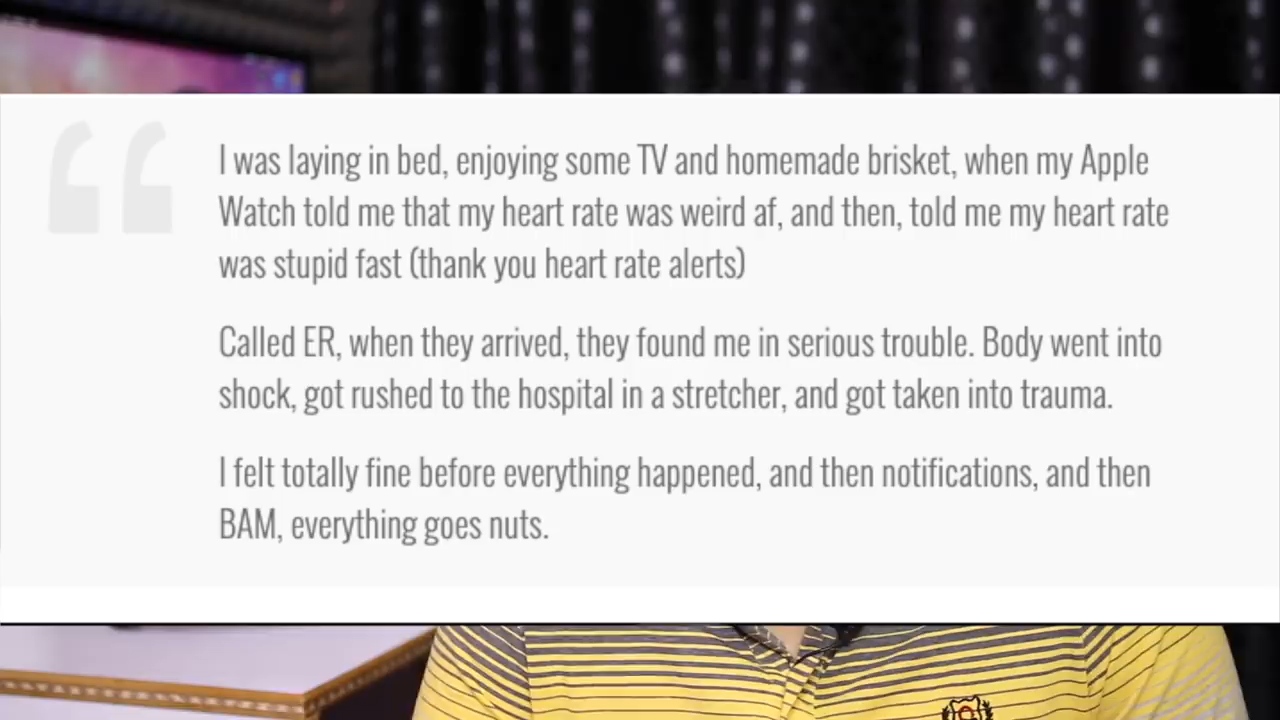 I was laying in bed, enjoying some TV and homemade brisket, when my Apple
Watch told me that my heart rate was weird af, and then, told me my heart rate
was stupid fast (thank you heart rate alerts)
Called ER, when they arrived, they found me in serious trouble. Body went into
shock, got rushed to the hospital in a stretcher, and got taken into trauma.
I felt totally fine before everything happened, and then notifications, and then
BAM, everything goes nuts.